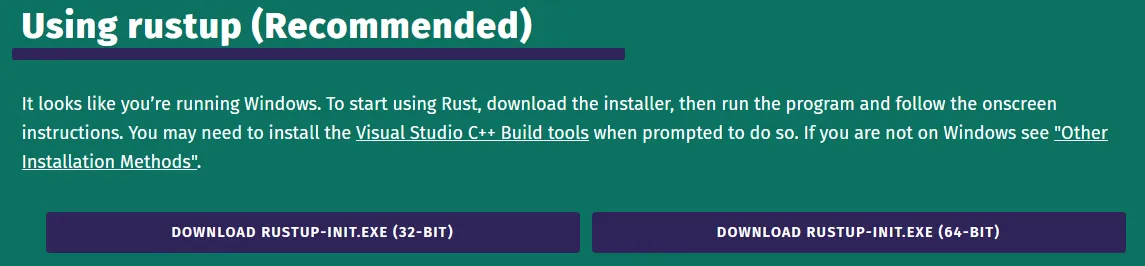 Using rustup (Recommended)
It looks like you’re running Windows. To start using Rust, download the installer, then run the program and follow the onscreen
instructions. You may need to install the Visual Studio C++ Build tools when prompted to do so. If you are not on Windows see "Other
Installation Methods".
DOWNLOAD RUSTUP-INIT.EXE (32-BIT)
DOWNLOAD RUSTUP-INIT.EXE (64-BIT)